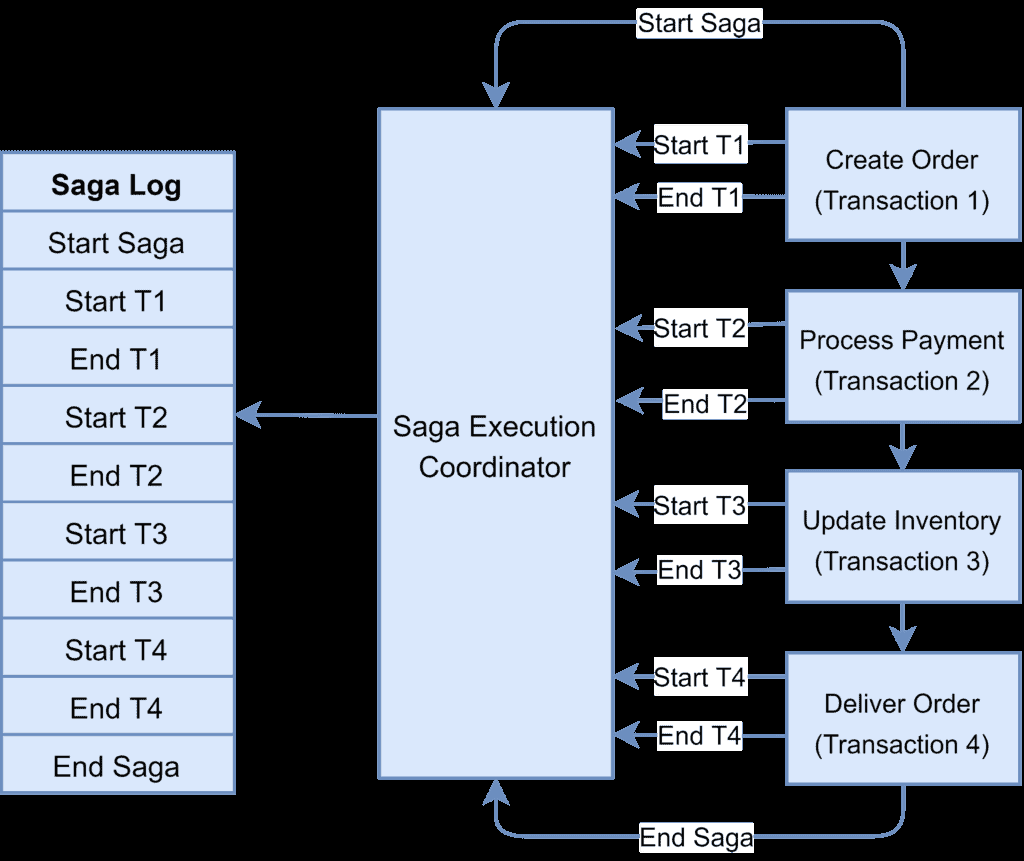 Saga Log
Start Saga
Start T1
End T1
Start T2
End T2
Start T3
End T3
Start T4
End T4
End Saga
Saga Execution
Coordinator
Start Saga
Start T1
End T1
Start T2
End T2
Start T3
End T3
Start T4
End T4
End Saga
Create Order
(Transaction 1)
Process Payment
(Transaction 2)
Update Inventory
(Transaction 3)
Deliver Order
(Transaction 4)